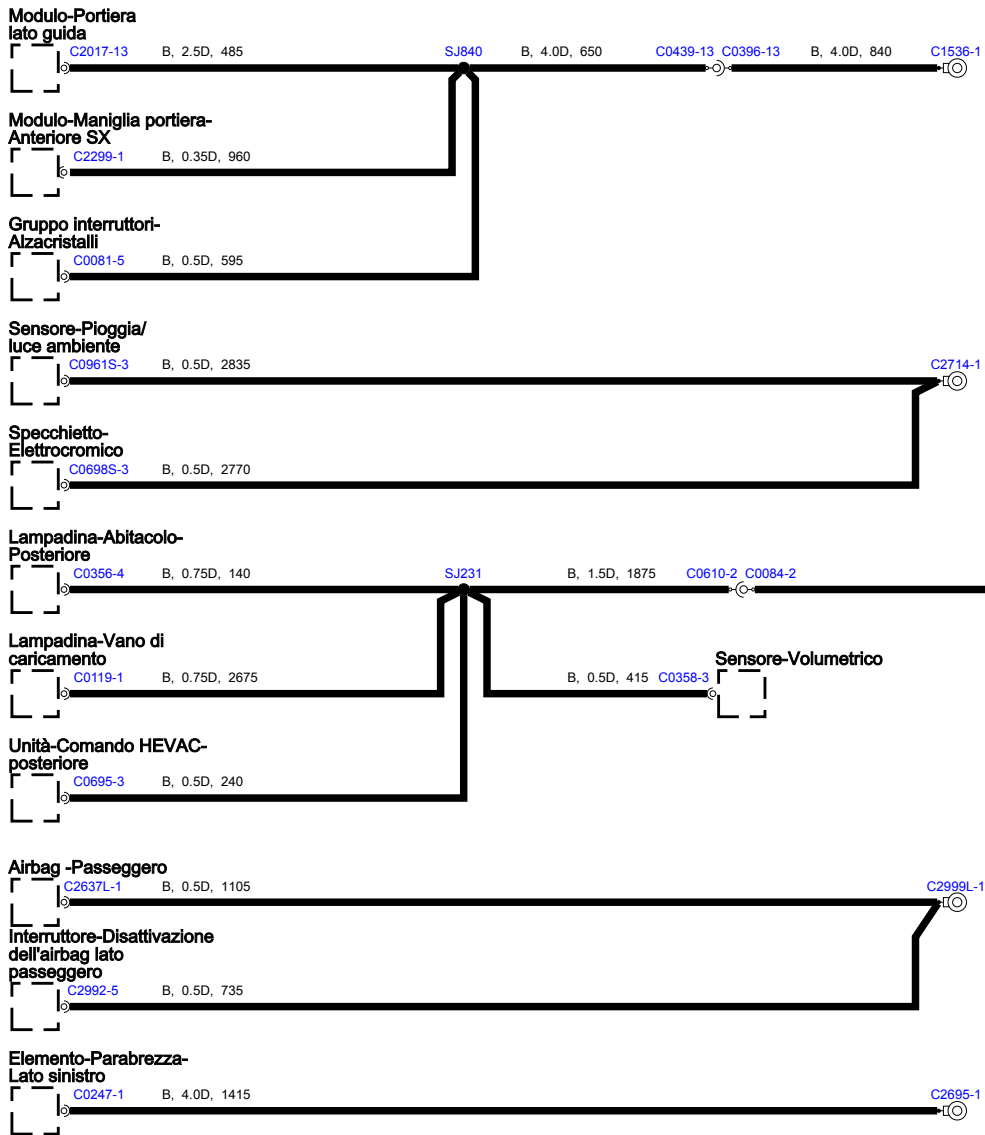 Modulo-Portiera
lato guida
C2017-13 B, 2.5D, 485 SJ840 B, 4.0D, 650 C0439-13 C0396-13 B, 4.0D, 840 C1536-1
Modulo-Maniglia portiera-
Anteriore SX
C2299-1 B, 0.35D, 960
Gruppo interruttori-
Alzacristalli
C0081-5 B, 0.5D, 595
Sensore-Pioggia/
luce ambiente
C0961S-3 B, 0.5D, 2835 C2714-1
Specchietto-
Elettrocromico
C0698S-3 B, 0.5D, 2770
Lampadina-Abitacolo-
Posteriore
C0356-4 B, 0.75D, 140 SJ231 B, 1.5D, 1875 C0610-2 C0084-2
Lampadina-Vano di
caricamento
Sensore-Volumetrico
C0119-1 B, 0.75D, 2675 B, 0.5D, 415 C0358-3
Unità-Comando HEVAC-
posteriore
C0695-3 B, 0.5D, 240
Airbag -Passeggero
C2637L-1 B, 0.5D, 1105 C2999L-1
Interruttore-Disattivazione
dell'airbag lato
passeggero
C2992-5 B, 0.5D, 735
Elemento-Parabrezza-
Lato sinistro
C0247-1 B, 4.0D, 1415 C2695-1